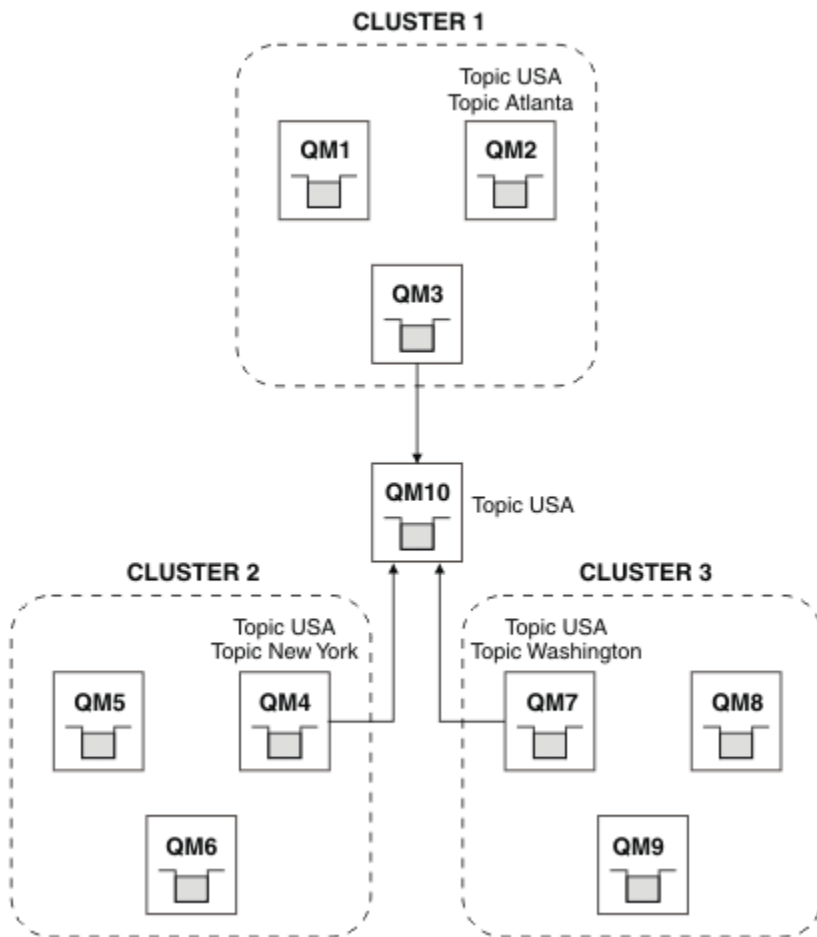 CLUSTER 1
Topic USA
Topic Atlanta
QM1
QM2
QM3
QM10
Topic USA
CLUSTER 2
CLUSTER 3
Topic USA
Topic New York
Topic USA
Topic Washington
QM5
QM4
QM7
QM8
QM6
QM9